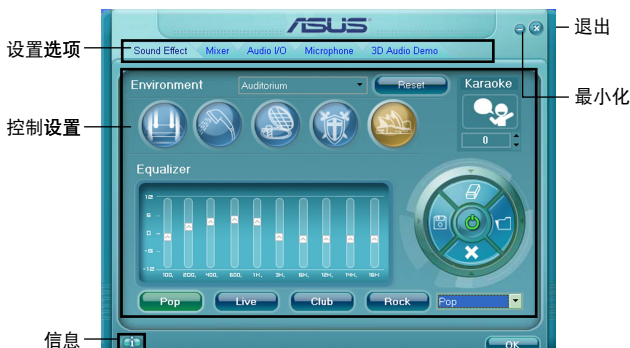 ASUS
退出
设置选项
Sound Effect Mixer Audio I/O Microphone 3D Audio Demo
最小化
Environment Auditorium Reset Karaoke
控制设置
0
Equalizer
12
6
0
-6
-12
100, 200, 400, 600, 1K, 3K, 6K, 12K, 14K, 16K
Pop Live Club Rock Pop
信息
i
OK